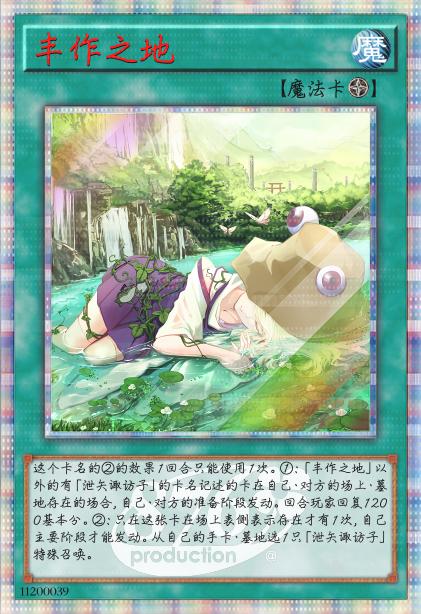 丰作之地
魔
【魔法卡】
这个卡名的②的效果1回合只能使用1次。①：「丰作之地」以
外的有「泄矢诹访子」的卡名记述的卡在自己·对方的场上·墓
地存在的场合，自己·对方的准备阶段发动。回合玩家回复120
0基本分。②：只在这张卡在场上表侧表示存在才有1次，自己
主要阶段才能发动。从自己的手卡·墓地选1只「泄矢诹访子」
特殊召唤。
production
@
11200039